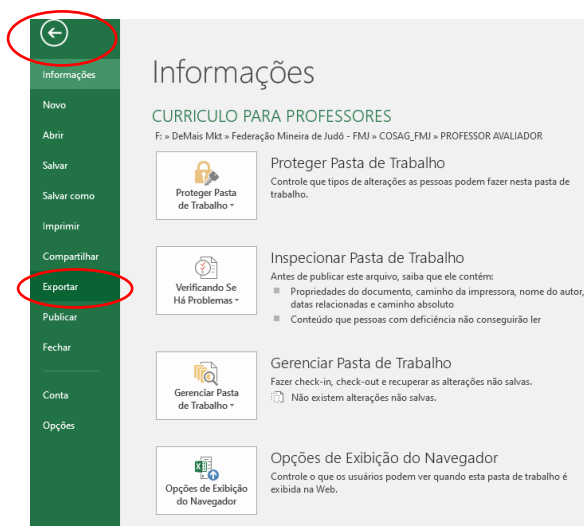 Informações
Novo
Abrir
Salvar
Salvar como
Imprimir
Compartilhar
Exportar
Publicar
Fechar
Conta
Opções
Informações
CURRICULO PARA PROFESSORES
F: » DeMais Mkt » Federação Mineira de Judô - FMJ » COSAG_FMJ » PROFESSOR AVALIADOR
Proteger Pasta
de Trabalho
Proteger Pasta de Trabalho
Controle que tipos de alterações as pessoas podem fazer nesta pasta de
trabalho.
Verificando Se
Há Problemas
Inspecionar Pasta de Trabalho
Antes de publicar este arquivo, saiba que ele contém:
Propriedades do documento, caminho da impressora, nome do autor,
datas relacionadas e caminho absoluto
Conteúdo que pessoas com deficiência não conseguirão ler
Gerenciar Pasta
de Trabalho
Gerenciar Pasta de Trabalho
Fazer check-in, check-out e recuperar as alterações não salvas.
Não existem alterações não salvas.
Opções de Exibição
do Navegador
Opções de Exibição do Navegador
Controle o que os usuários podem ver quando esta pasta de trabalho é
exibida na Web.